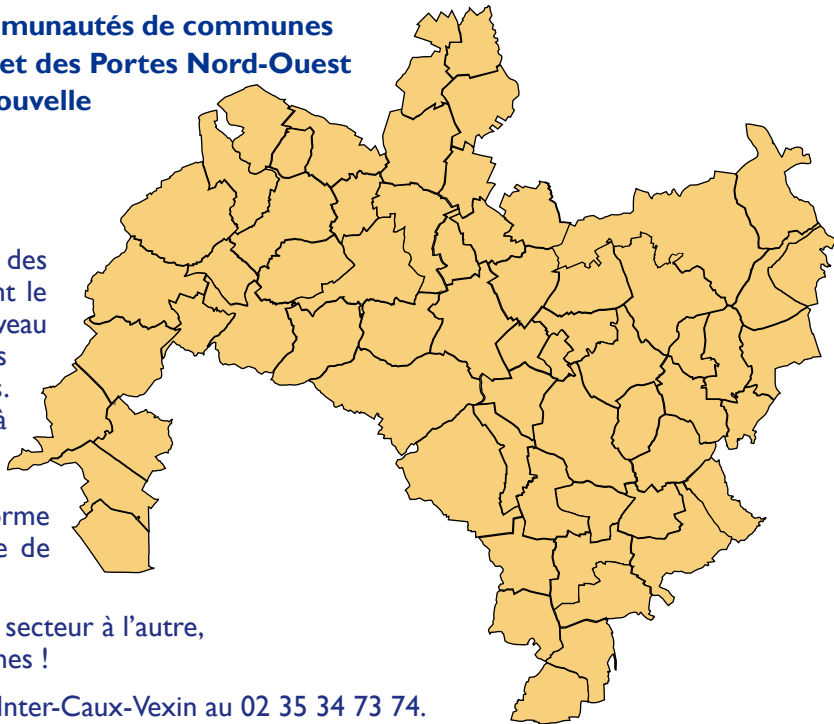 munautés de communes
et des Portes Nord-Ouest
ouvelle
des
nt le
veau
s
s.
à
orme
e de
secteur à l’autre,
nes !
Inter-Caux-Vexin au 02 35 34 73 74.